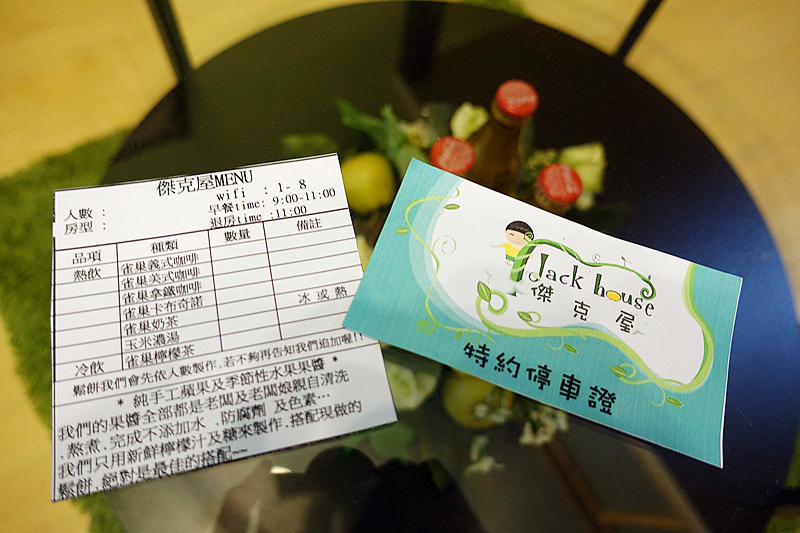 傑克屋MENU
wifi : 1- 8
人數 :
早餐time: 9:00-11:00
房型 :
退房time :11:00
品項 種類 數量 備註
熱飲 雀巢義式咖啡
雀巢美式咖啡
雀巢拿鐵咖啡
雀巢卡布奇諾 冰 或 熱
雀巢奶茶
玉米濃湯
冷飲 雀巢檸檬茶
鬆餅我們會先依人數製作.若不夠再告知我們追加喔!!
* 純手工蘋果及季節性水果果醬 *
我們的果醬全部都是老闆及老闆娘親自清洗
.蒸煮.完成不添加水 .防腐劑 及色素…
我們只用新鮮檸檬汁及糖來製作.搭配現做的
鬆餅.絕對是最佳的搭配~~
Jack house
傑克屋
特約停車證